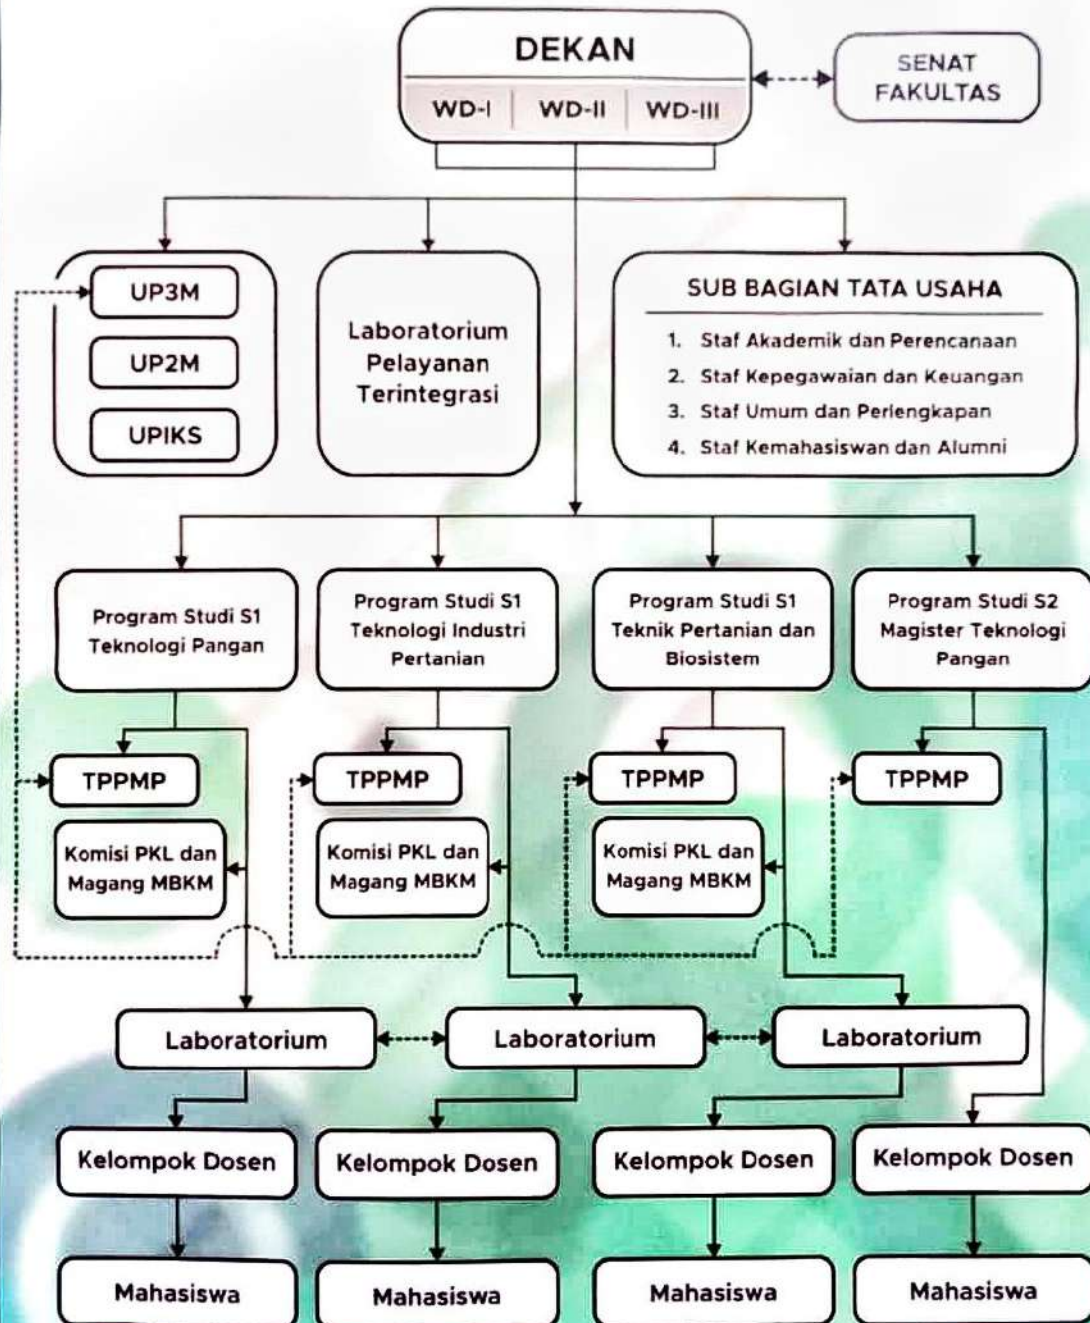 DEKAN
WD-I
WD-II
WD-III
SENAT
FAKULTAS
UP3M
UP2M
UPIKS
Laboratorium
Pelayanan
Terintegrasi
SUB BAGIAN TATA USAHA
1. Staf Akademik dan Perencanaan
2. Staf Kepegawaian dan Keuangan
3. Staf Umum dan Perlengkapan
4. Staf Kemahasiswan dan Alumni
Program Studi S1
Teknologi Pangan
Program Studi S1
Teknologi Industri
Pertanian
Program Studi S1
Teknik Pertanian dan
Biosistem
Program Studi S2
Magister Teknologi
Pangan
TPPMP
TPPMP
TPPMP
TPPMP
Komisi PKL dan
Magang MBKM
Komisi PKL dan
Magang MBKM
Komisi PKL dan
Magang MBKM
Laboratorium
Laboratorium
Laboratorium
Kelompok Dosen
Kelompok Dosen
Kelompok Dosen
Kelompok Dosen
Mahasiswa
Mahasiswa
Mahasiswa
Mahasiswa